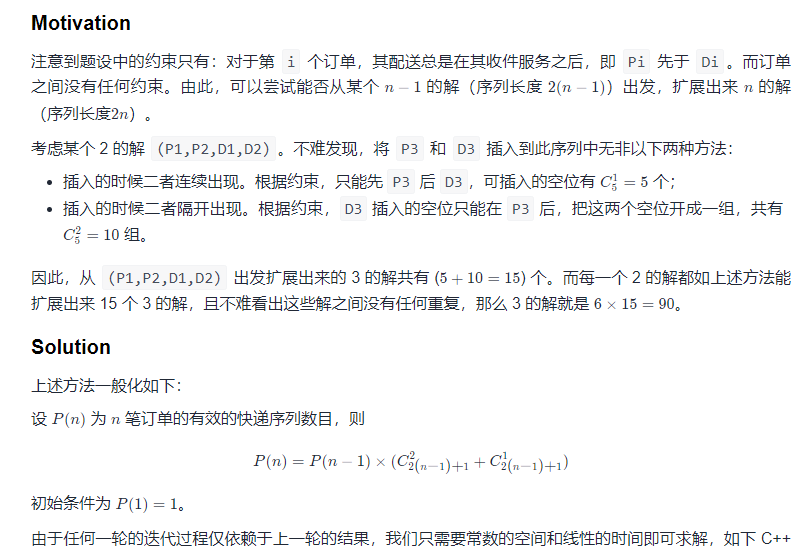 Motivation
注意到题设中的约束只有：对于第 i 个订单，其配送总是在其收件服务之后，即 Pi 先于 Di 。而订单
之间没有任何约束。由此，可以尝试能否从某个 n − 1 的解（序列长度 2(n − 1)）出发，扩展出来 n 的解
（序列长度2n）。
考虑某个 2 的解 (P1,P2,D1,D2) 。不难发现，将 P3 和 D3 插入到此序列中无非以下两种方法：
• 插入的时候二者连续出现。根据约束，只能先 P3 后 D3 ，可插入的空位有 C_5^1 = 5 个；
• 插入的时候二者隔开出现。根据约束， D3 插入的空位只能在 P3 后，把这两个空位开成一组，共有
C_5^2 = 10 组。
因此，从 (P1,P2,D1,D2) 出发扩展出来的 3 的解共有 (5 + 10 = 15) 个。而每一个 2 的解都如上述方法能
扩展出来 15 个 3 的解，且不难看出这些解之间没有任何重复，那么 3 的解就是 6 × 15 = 90。
Solution
上述方法一般化如下：
设 P(n) 为 n 笔订单的有效的快递序列数目，则
P(n) = P(n − 1) × (C_{2(n−1)+1}^2 + C_{2(n−1)+1}^1)
初始条件为 P(1) = 1。
由于任何一轮的迭代过程仅依赖于上一轮的结果，我们只需要常数的空间和线性的时间即可求解，如下 C++